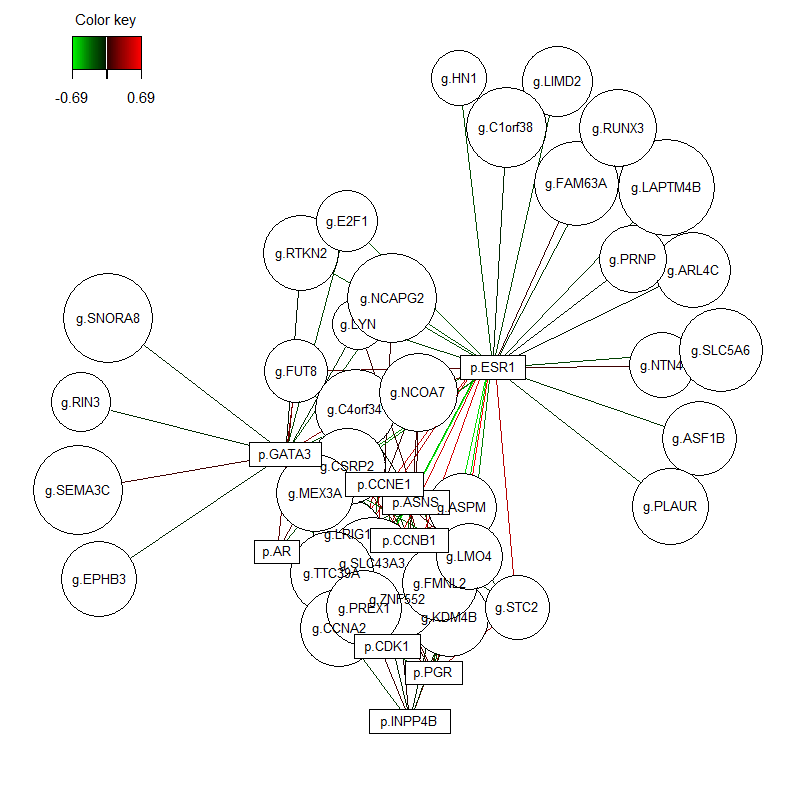 Color key
-0.69 0.69
g.HN1
g.LIMD2
g.C1orf38
g.RUNX3
g.FAM63A
g.LAPTM4B
g.E2F1
g.RTKN2
g.PRNP
g.ARL4C
g.NCAPG2
g.SNORA8
g.LYN
g.SLC5A6
g.NTN4
p.ESR1
g.FUT8
g.NCOA7
g.RIN3
g.C4orf34
g.ASF1B
p.GATA3
g.CSRP2
p.CCNE1
g.SEMA3C
g.MEX3A
p.ASNS
g.ASPM
g.PLAUR
g.LRIG1
p.CCNB1
p.AR
g.LMO4
g.SLC43A3
g.TTC39A
g.EPHB3
g.FMNL2
g.ZNF552
g.PREX1
g.STC2
g.KDM4B
g.CCNA2
p.CDK1
p.PGR
p.INPP4B